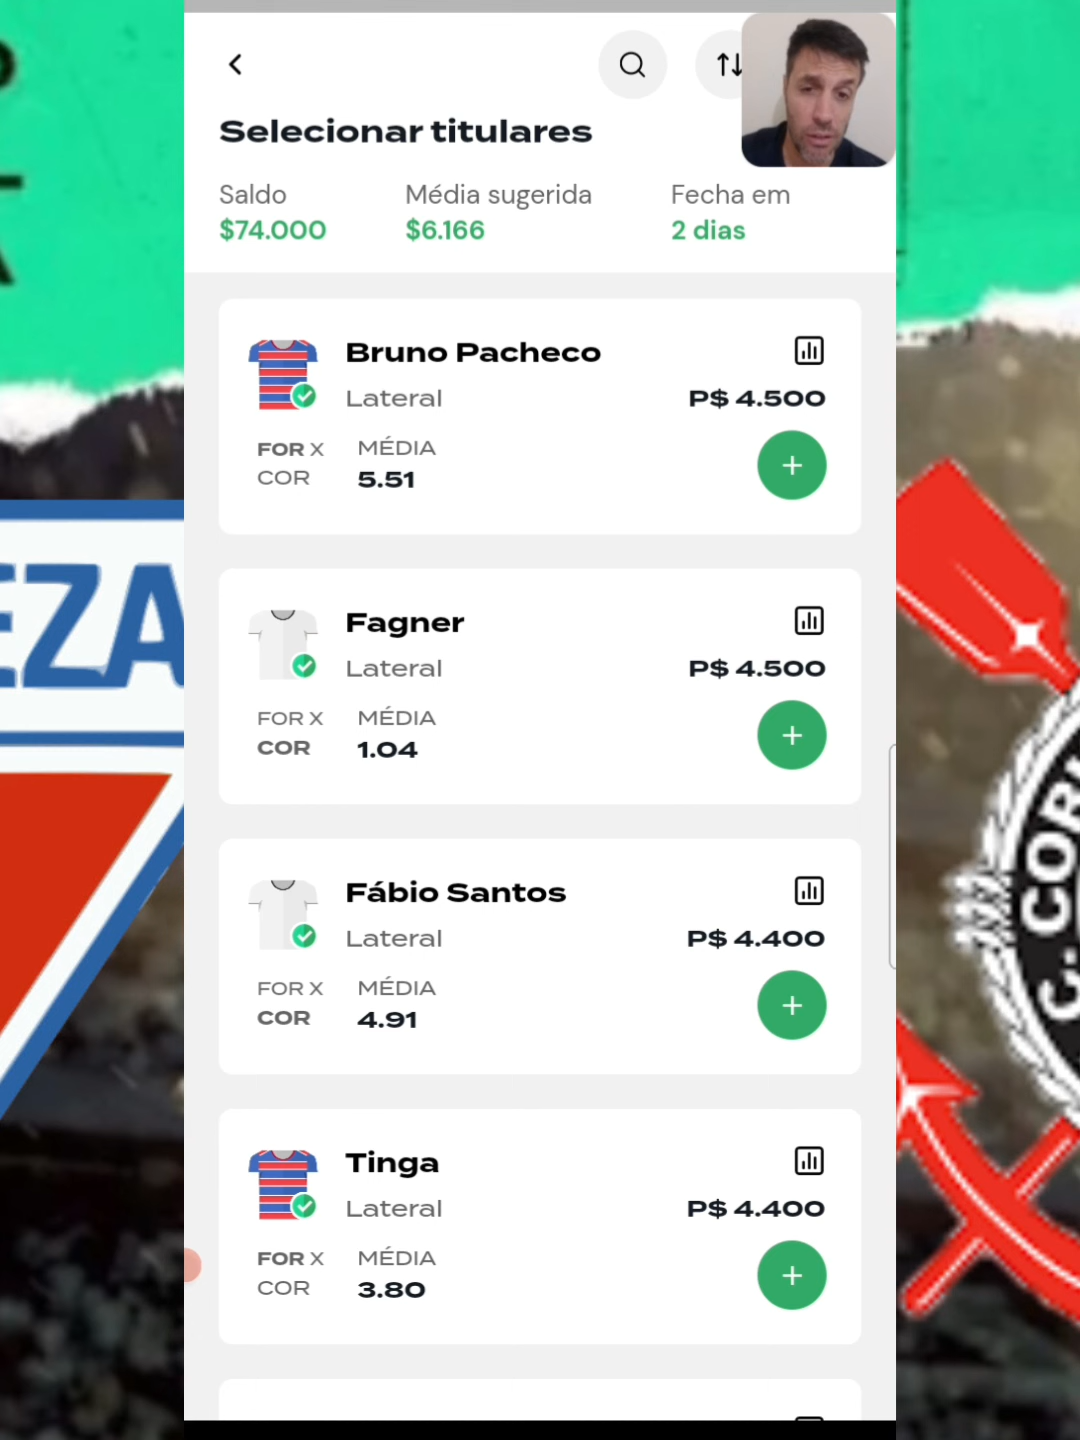 Selecionar titulares
Saldo
Média sugerida
Fecha em
$74.000
$6.166
2 dias
Bruno Pacheco
Lateral
P$ 4.500
FOR X
COR
MÉDIA
5.51
Fagner
Lateral
P$ 4.500
FOR X
COR
MÉDIA
1.04
Fábio Santos
Lateral
P$ 4.400
FOR X
COR
MÉDIA
4.91
Tinga
Lateral
P$ 4.400
FOR X
COR
MÉDIA
3.80
EZA
G. COR